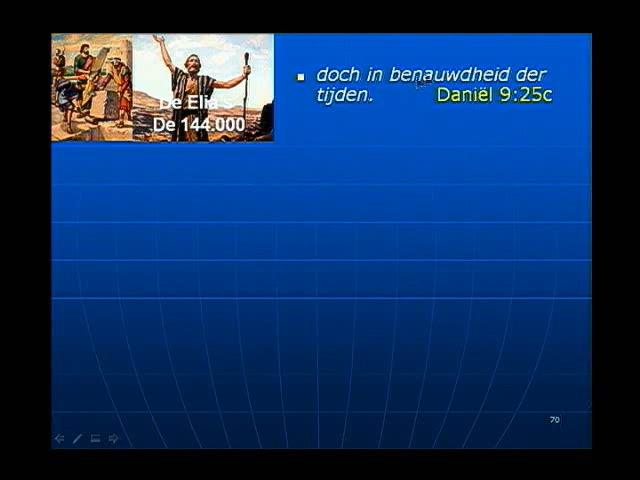 De Elia's
De 144.000
doch in benauwdheid der
tijden. Daniël 9:25c
70